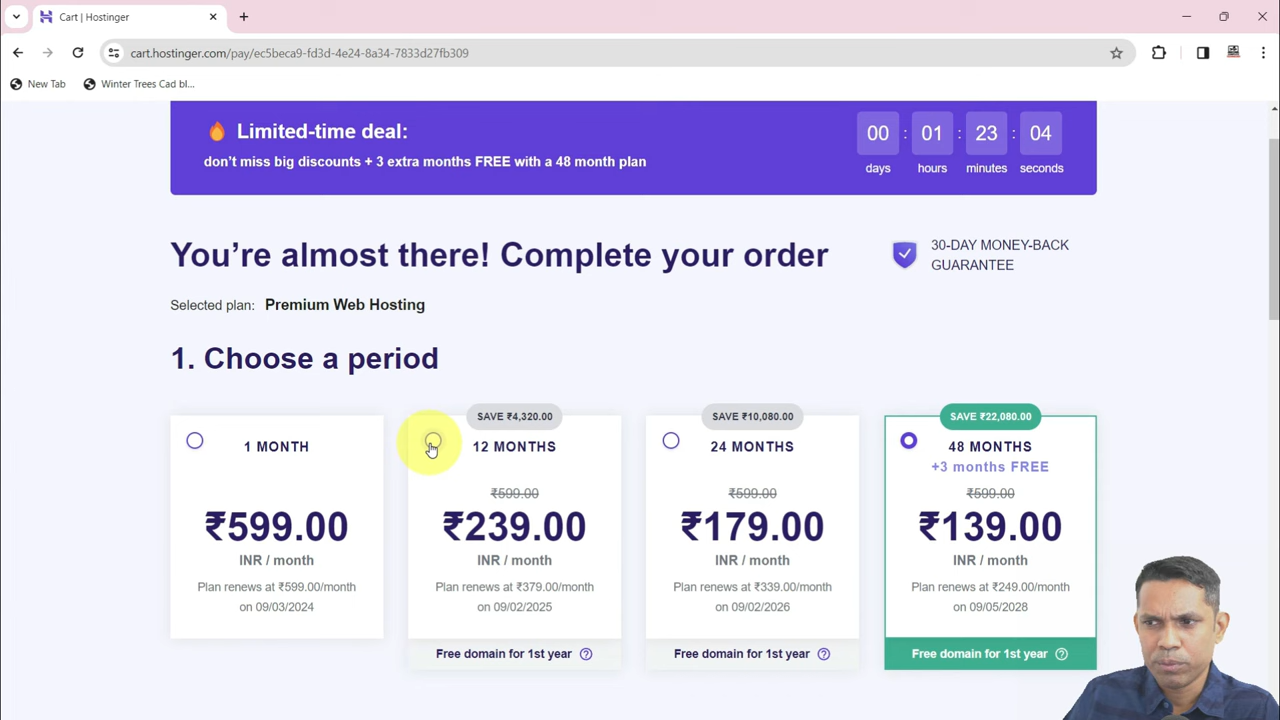 Cart | Hostinger
cart.hostinger.com/pay/ec5beca9-fd3d-4e24-8a34-7833d27fb309
New Tab
Winter Trees Cad bl...
Limited-time deal:
don't miss big discounts + 3 extra months FREE with a 48 month plan
00 : 01 : 23 : 04
days hours minutes seconds
You're almost there! Complete your order
30-DAY MONEY-BACK
GUARANTEE
Selected plan: Premium Web Hosting
1. Choose a period
1 MONTH
₹599.00
INR / month
Plan renews at ₹599.00/month
on 09/03/2024
SAVE ₹4,320.00
12 MONTHS
₹599.00
₹239.00
INR / month
Plan renews at ₹379.00/month
on 09/02/2025
Free domain for 1st year
SAVE ₹10,080.00
24 MONTHS
₹599.00
₹179.00
INR / month
Plan renews at ₹339.00/month
on 09/02/2026
Free domain for 1st year
SAVE ₹22,080.00
48 MONTHS
+3 months FREE
₹599.00
₹139.00
INR / month
Plan renews at ₹249.00/month
on 09/05/2028
Free domain for 1st year